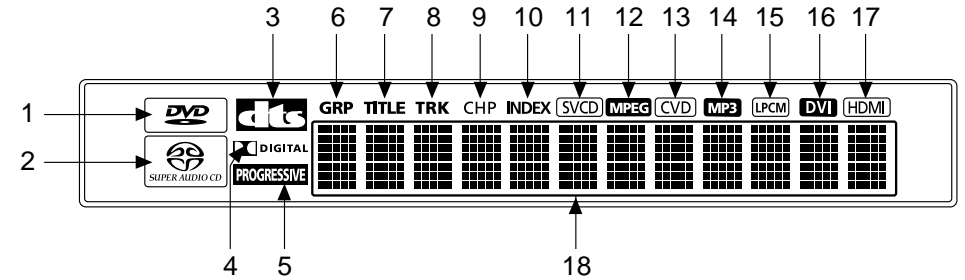 3 6 7 8 9 10 11 12 13 14 15 16 17
1 DVD dts GRP TITLE TRK CHP INDEX SVCD MPEG CVD MP3 LPCM DVI HDMI
2 SUPER AUDIO CD DIGITAL
PROGRESSIVE
4 5 18